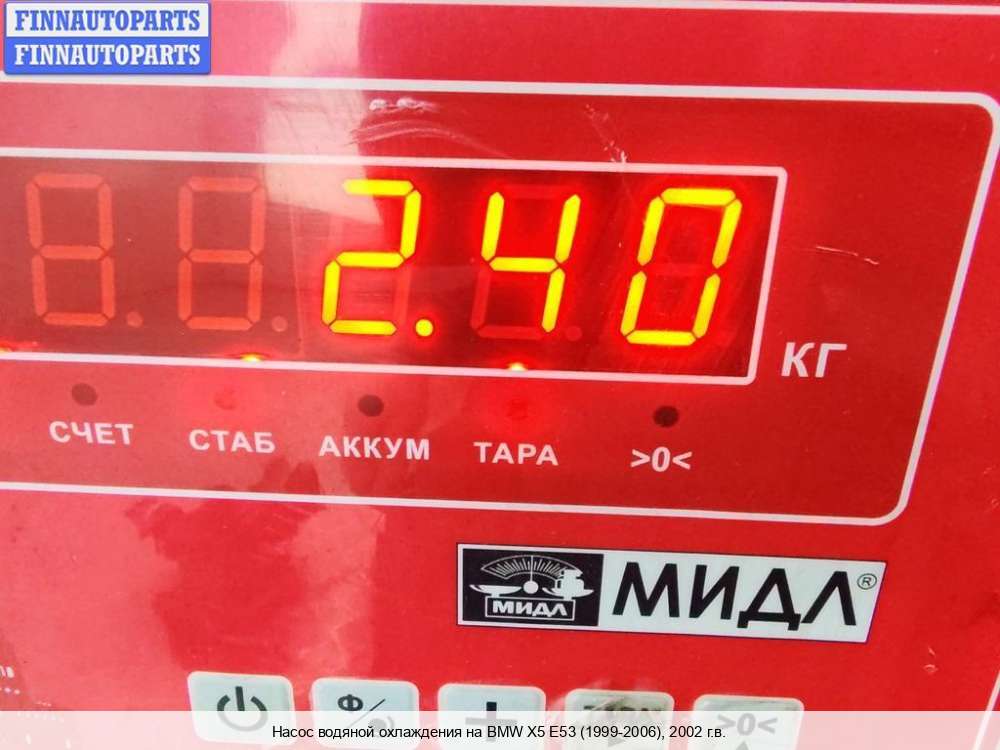 FINNAUTOPARTS
FINNAUTOPARTS
2.40
КГ
СЧЕТ СТАБ АККУМ ТАРА >0<
МИДЛ МИДЛ®
Ф/
+
>0<
Насос водяной охлаждения на BMW X5 E53 (1999-2006), 2002 г.в.